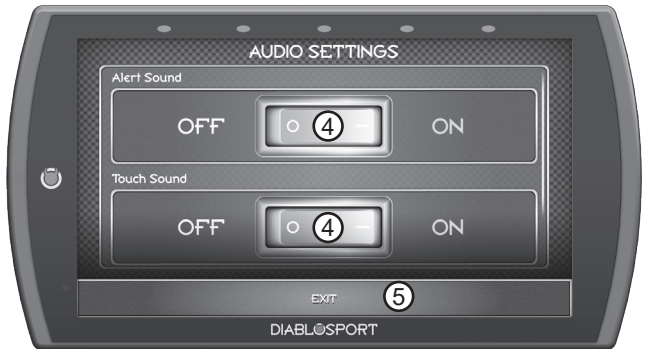 AUDIO SETTINGS
Alert Sound
OFF 4 ON
Touch Sound
OFF 4 ON
EXIT 5
DIABLOSPORT